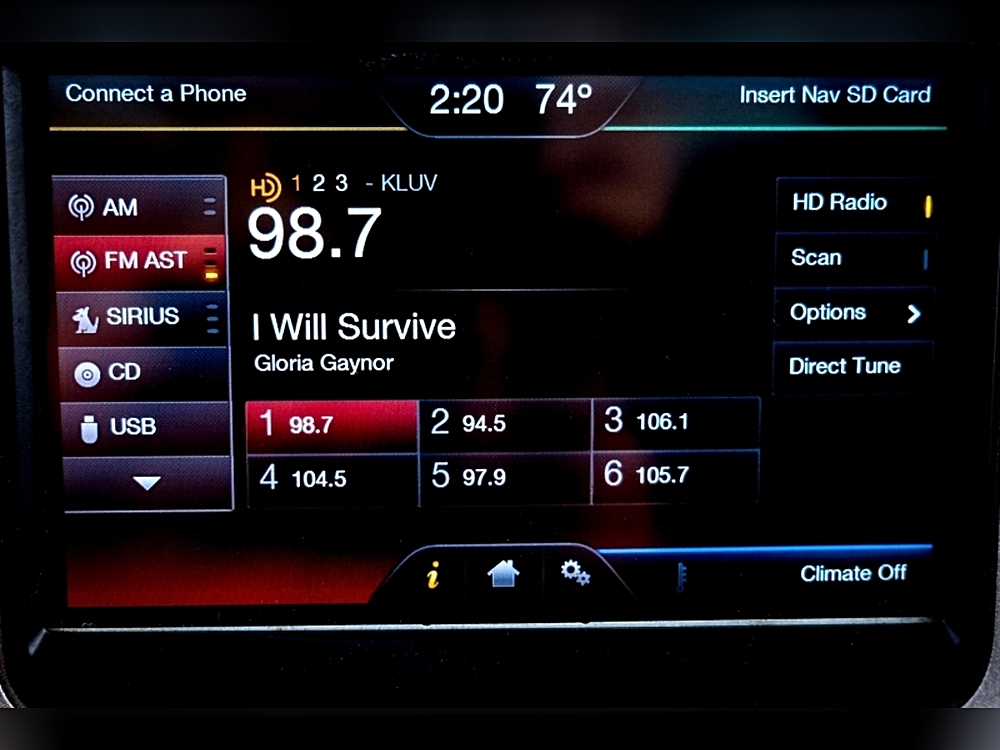 Connect a Phone
2:20 74°
Insert Nav SD Card
AM
FM AST
SIRIUS
CD
USB
HD 1 2 3 - KLUV
98.7
I Will Survive
Gloria Gaynor
1 98.7
2 94.5
3 106.1
4 104.5
5 97.9
6 105.7
HD Radio
Scan
Options
Direct Tune
i
Climate Off